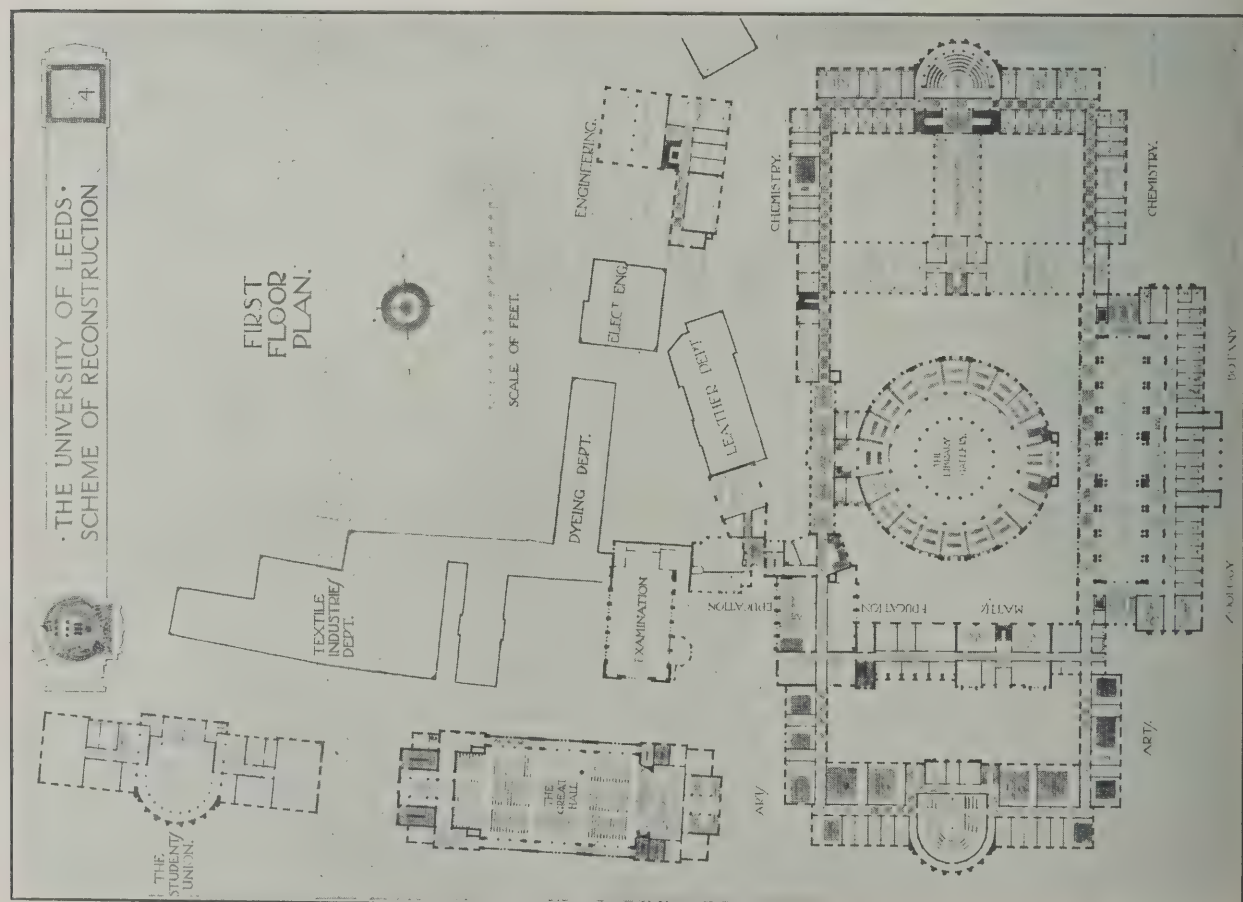 · THE UNIVERSITY OF LEEDS ·
SCHEME OF RECONSTRUCTION
4
FIRST
FLOOR
PLAN.
SCALE OF FEET.
ENGINEERING.
ELECT ENG.
LEATHER DEPT.
DYEING DEPT.
TEXTILE
INDUSTRIES
DEPT.
EXAMINATION
EDUCATION
EDUCATION
EDUCATION
MATHS
THE
STUDENTS
UNION.
THE
GREAT
HALL
ARTS
ARTS
CHEMISTRY.
CHEMISTRY.
THE
LIBRARY
GALLERY.
ZOOLOGY
BOTANY